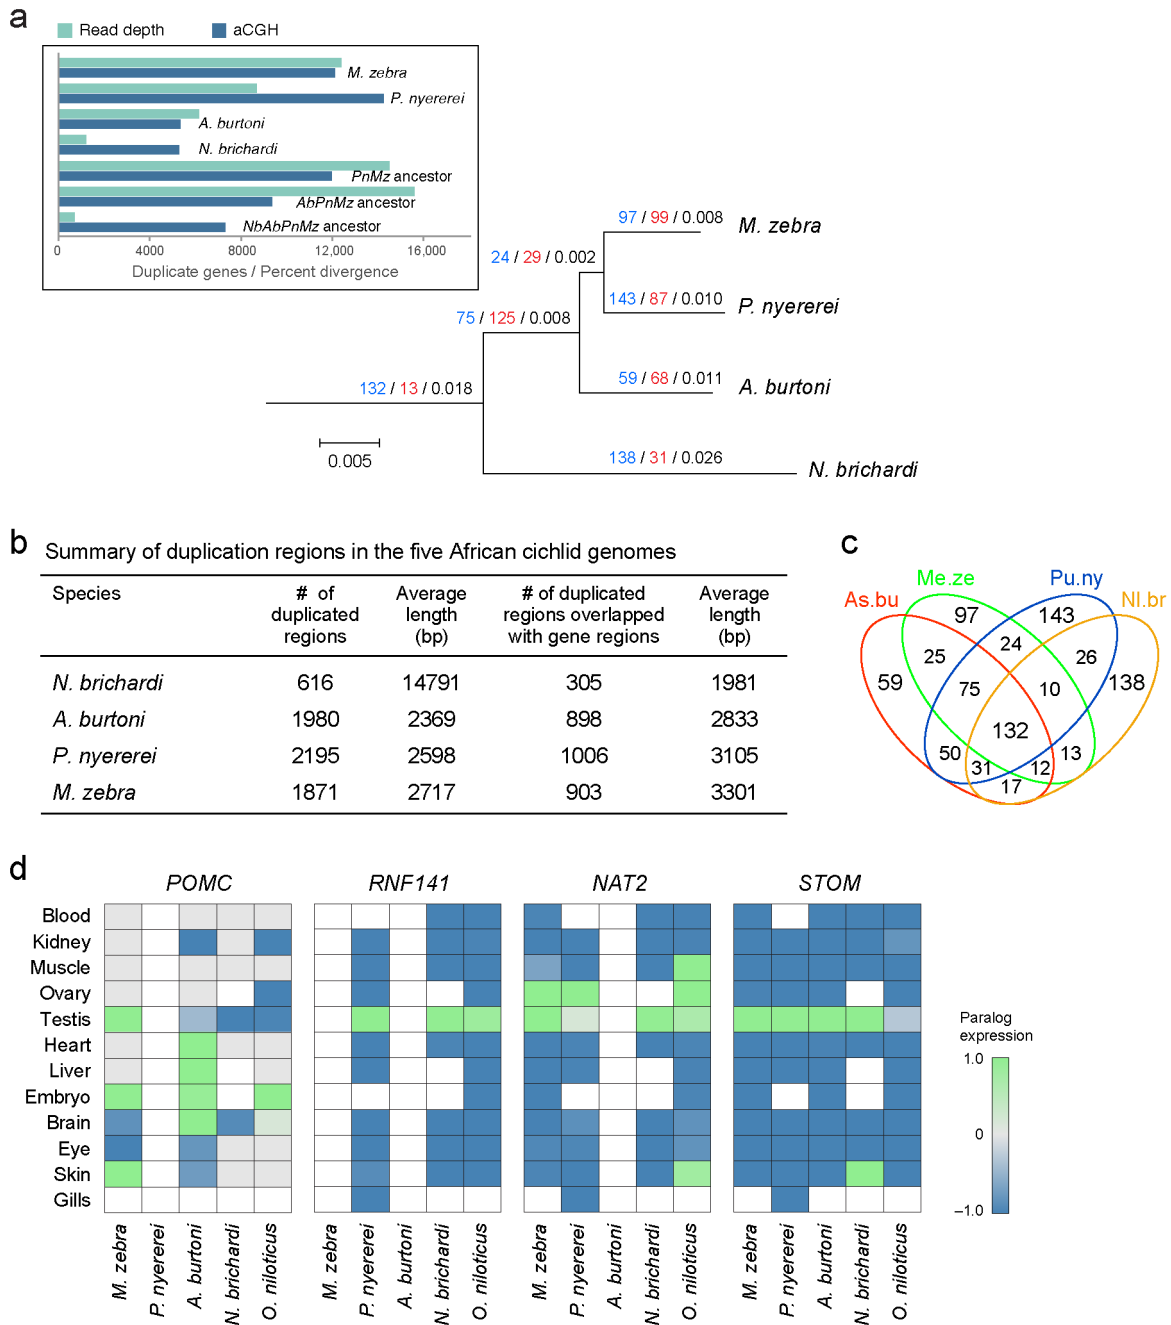 a
Read depth
aCGH
M. zebra
P. nyererei
A. burtoni
N. brichardi
PnMz ancestor
AbPnMz ancestor
NbAbPnMz ancestor
0 4000 8000 12,000 16,000
Duplicate genes / Percent divergence
97 / 99 / 0.008
M. zebra
24 / 29 / 0.002
143 / 87 / 0.010
P. nyererei
75 / 125 / 0.008
59 / 68 / 0.011
A. burtoni
132 / 13 / 0.018
0.005
138 / 31 / 0.026
N. brichardi
b
Summary of duplication regions in the five African cichlid genomes
Species
# of
duplicated
regions
Average
length
(bp)
# of duplicated
regions overlapped
with gene regions
Average
length
(bp)
N. brichardi 616 14791 305 1981
A. burtoni 1980 2369 898 2833
P. nyererei 2195 2598 1006 3105
M. zebra 1871 2717 903 3301
c
Me.ze
Pu.ny
As.bu
Nl.br
97
143
24
25
26
59
75
10
138
132
50
13
31
12
17
d
POMC
RNF141
NAT2
STOM
Blood
Kidney
Muscle
Ovary
Testis
Heart
Liver
Embryo
Brain
Eye
Skin
Gills
M. zebra
P. nyererei
A. burtoni
N. brichardi
O. niloticus
M. zebra
P. nyererei
A. burtoni
N. brichardi
O. niloticus
M. zebra
P. nyererei
A. burtoni
N. brichardi
O. niloticus
M. zebra
P. nyererei
A. burtoni
N. brichardi
O. niloticus
Paralog
expression
1.0
0
–1.0